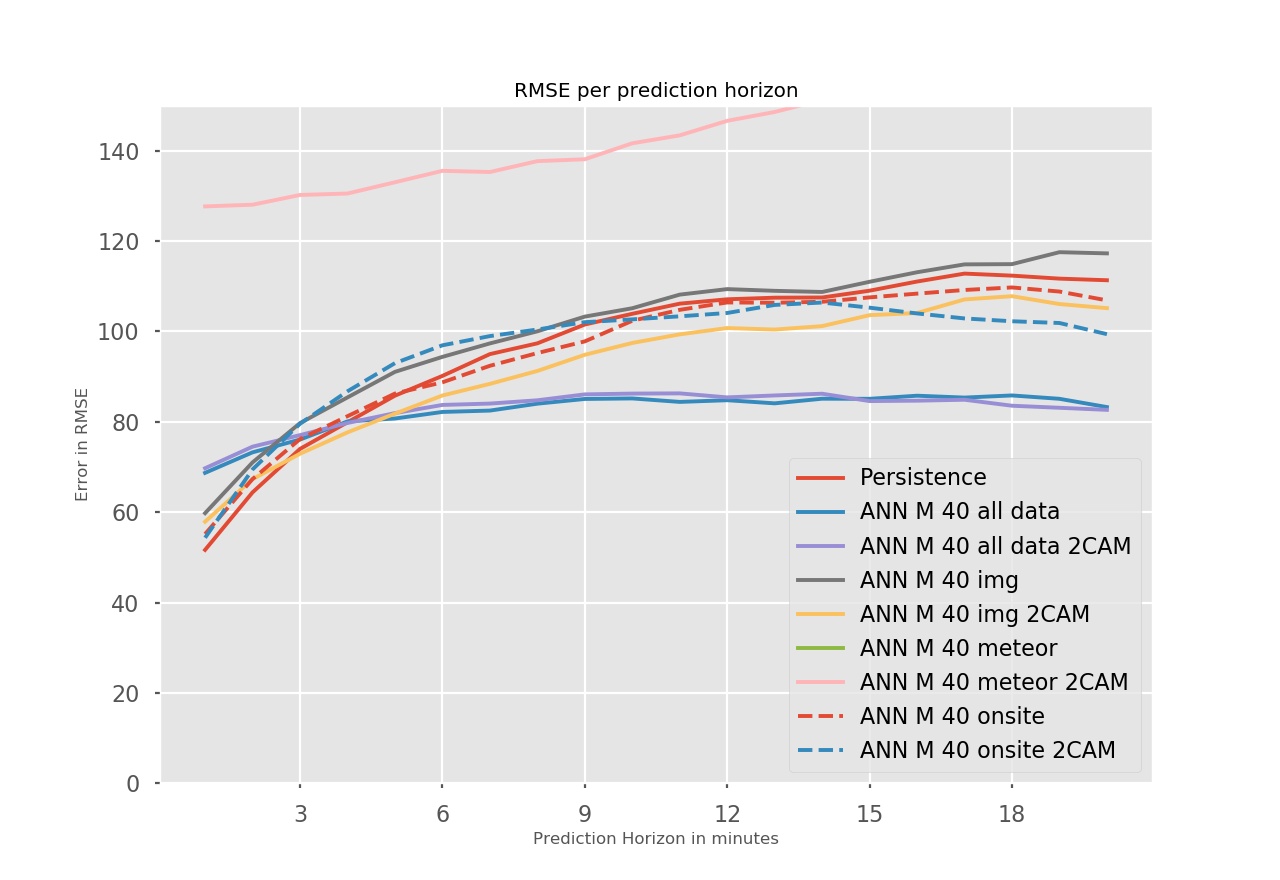 RMSE per prediction horizon
Error in RMSE
140
120
100
80
60
40
20
0
3 6 9 12 15 18
Prediction Horizon in minutes
Persistence
ANN M 40 all data
ANN M 40 all data 2CAM
ANN M 40 img
ANN M 40 img 2CAM
ANN M 40 meteor
ANN M 40 meteor 2CAM
ANN M 40 onsite
ANN M 40 onsite 2CAM